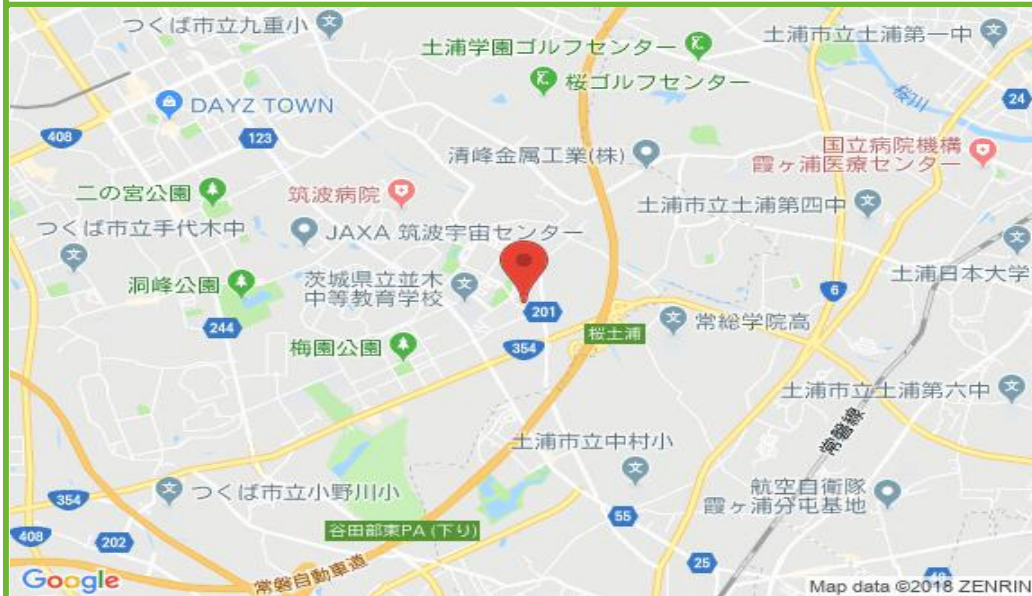 つくば市立九重小
土浦学園ゴルフセンター
土浦市立土浦第一中
桜ゴルフセンター
DAYZ TOWN
桜川
24
408
123
清峰金属工業(株)
国立病院機構
霞ヶ浦医療センター
二の宮公園
筑波病院
土浦市立土浦第四中
つくば市立手代木中
JAXA 筑波宇宙センター
土浦日本大学
洞峰公園
茨城県立並木
中等教育学校
6
201
244
桜土浦
常総学院高
梅園公園
354
土浦市立土浦第六中
常磐線
土浦市立中村小
354
つくば市立小野川小
航空自衛隊
霞ヶ浦分屯基地
谷田部東PA (下り)
55
408
202
25
常磐自動車道
Google
Map data ©2018 ZENRIN